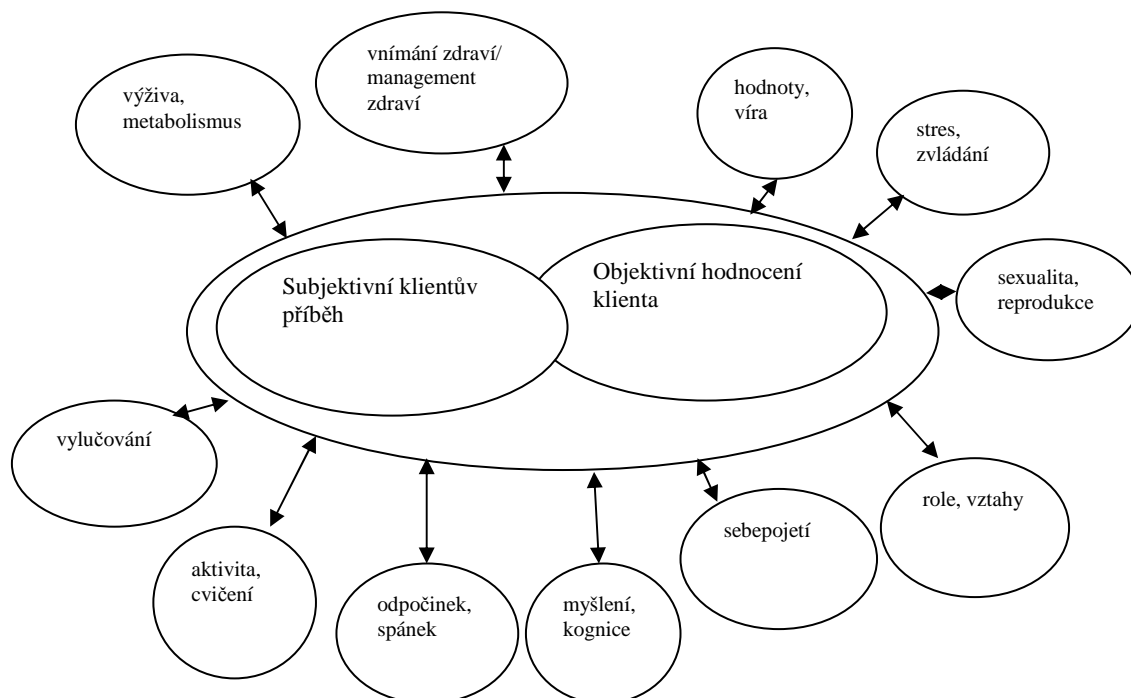 vnímání zdraví/
management
zdraví
výživa,
metabolismus
hodnoty,
víra
stres,
zvládání
Subjektivní klientův
příběh
Objektivní hodnocení
klienta
sexualita,
reprodukce
vylučování
aktivita,
cvičení
odpočinek,
spánek
myšlení,
kognice
sebepojetí
role, vztahy